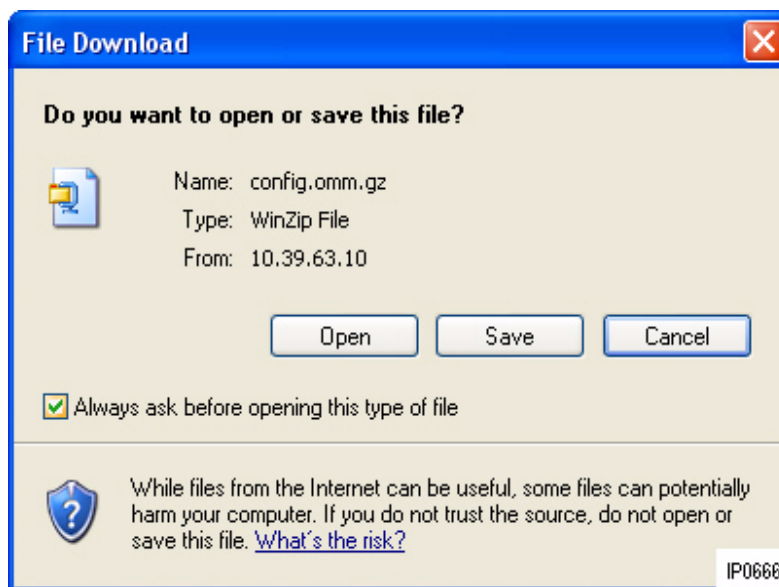 File Download
Do you want to open or save this file?
Name: config.omm.gz
Type: WinZip File
From: 10.39.63.10
Open Save Cancel
Always ask before opening this type of file
While files from the Internet can be useful, some files can potentially
harm your computer. If you do not trust the source, do not open or
save this file. What's the risk?
IP0666